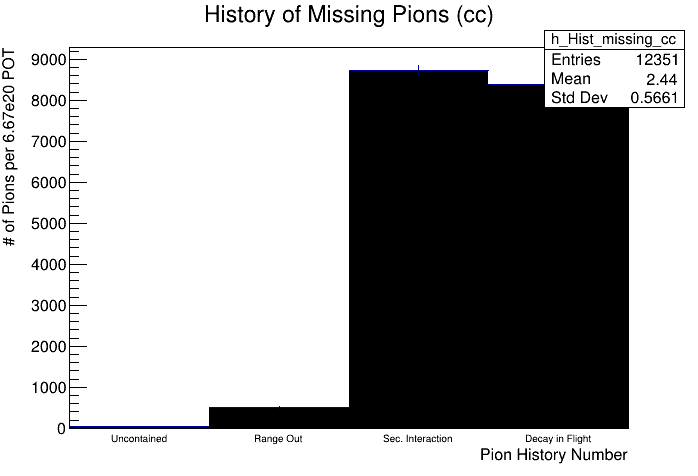 History of Missing Pions (cc)
h_Hist_missing_cc
Entries 12351
Mean 2.44
Std Dev 0.5661
# of Pions per 6.67e20 POT
9000
8000
7000
6000
5000
4000
3000
2000
1000
0
Uncontained Range Out Sec. Interaction Decay in Flight
Pion History Number